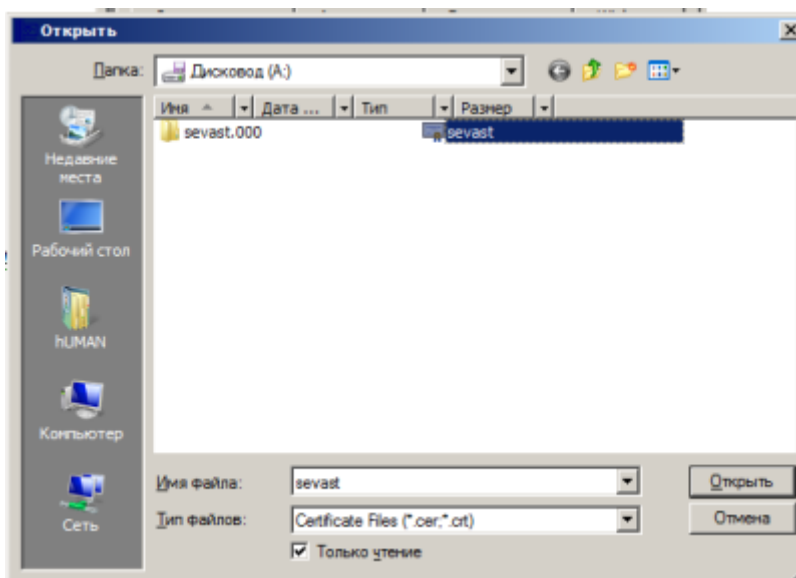 Открыть
Папка: Дисковод (A:)
Имя Дата ... Тип Размер
sevast.000 sevast
Недавние
места
Рабочий стол
hUMAN
Компьютер
Сеть
Имя файла: sevast Открыть
Тип файлов: Certificate Files (*.cer;*.crt) Отмена
Только чтение